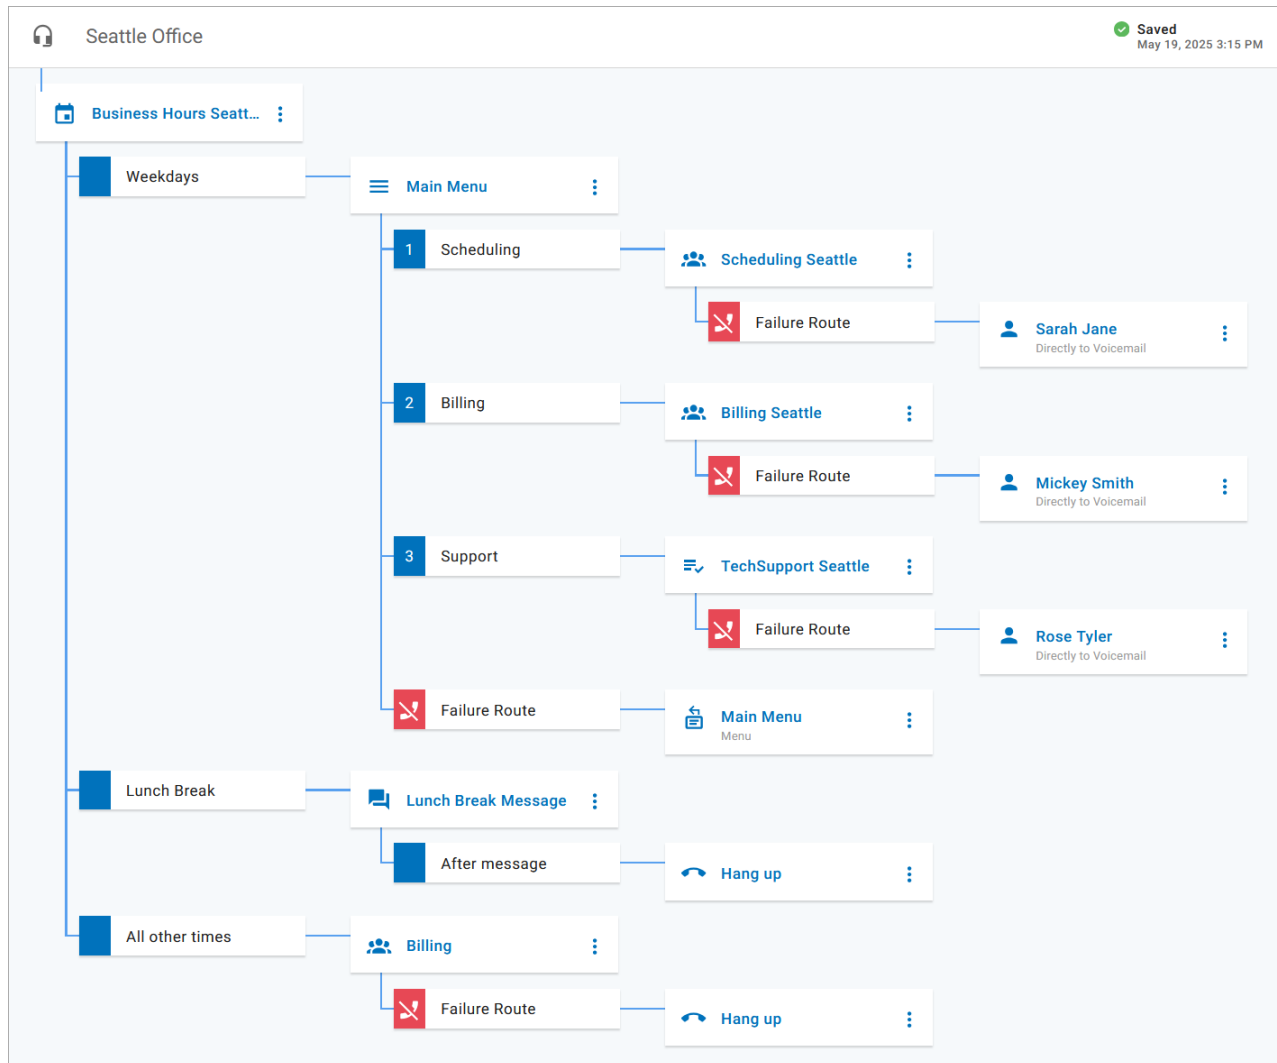 Seattle Office
Saved
May 19, 2025 3:15 PM
Business Hours Seatt...
Weekdays
Main Menu
1 Scheduling
Scheduling Seattle
Failure Route
Sarah Jane
Directly to Voicemail
2 Billing
Billing Seattle
Failure Route
Mickey Smith
Directly to Voicemail
3 Support
TechSupport Seattle
Failure Route
Rose Tyler
Directly to Voicemail
Failure Route
Main Menu
Menu
Lunch Break
Lunch Break Message
After message
Hang up
All other times
Billing
Failure Route
Hang up